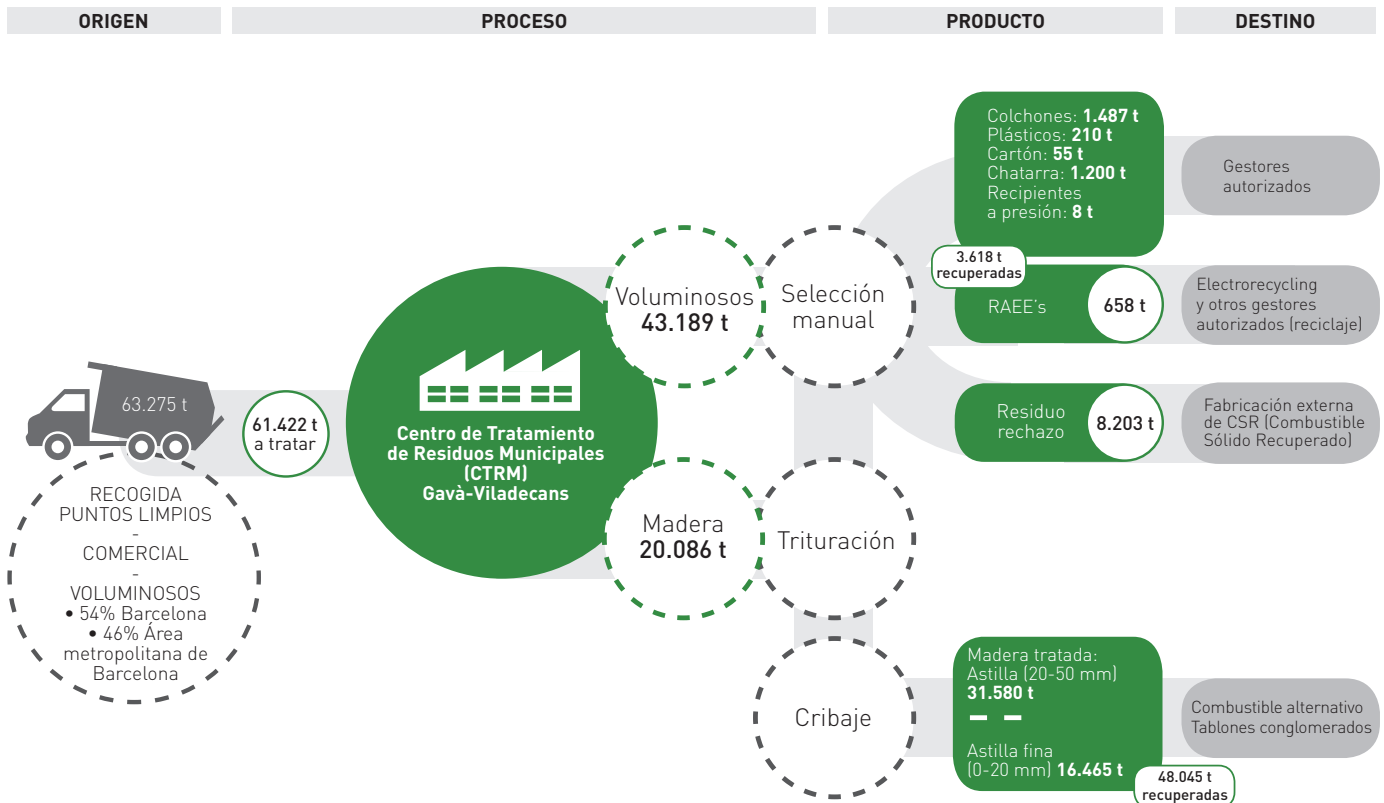 ORIGEN
PROCESO
PRODUCTO
DESTINO
63.275 t
RECOGIDA
PUNTOS LIMPIOS
-
COMERCIAL
-
VOLUMINOSOS
• 54% Barcelona
• 46% Área
metropolitana de
Barcelona
61.422 t
a tratar
Centro de Tratamiento
de Residuos Municipales
(CTRM)
Gavà-Viladecans
Voluminosos
43.189 t
Selección
manual
Madera
20.086 t
Trituración
Cribaje
Colchones: 1.487 t
Plásticos: 210 t
Cartón: 55 t
Chatarra: 1.200 t
Recipientes
a presión: 8 t
3.618 t
recuperadas
RAEE's
658 t
Residuo
rechazo
8.203 t
Madera tratada:
Astilla (20-50 mm)
31.580 t
Astilla fina
(0-20 mm) 16.465 t
48.045 t
recuperadas
Gestores
autorizados
Electrorecycling
y otros gestores
autorizados (reciclaje)
Fabricación externa
de CSR (Combustible
Sólido Recuperado)
Combustible alternativo
Tablones conglomerados